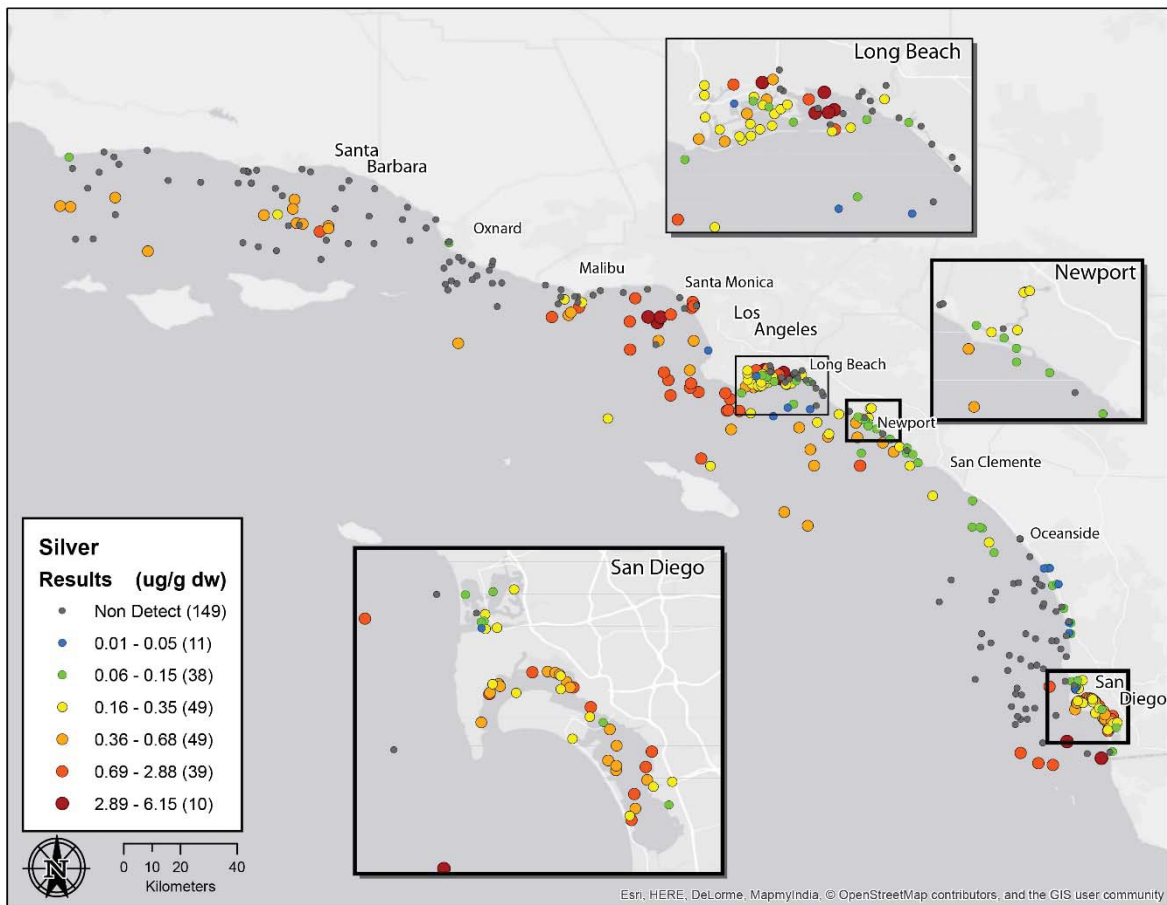 Long Beach
Santa
Barbara
Oxnard
Malibu
Santa Monica
Los
Angeles
Long Beach
Newport
Newport
San Clemente
Oceanside
San
Diego
San Diego
Silver
Results (ug/g dw)
Non Detect (149)
0.01 - 0.05 (11)
0.06 - 0.15 (38)
0.16 - 0.35 (49)
0.36 - 0.68 (49)
0.69 - 2.88 (39)
2.89 - 6.15 (10)
N
0 10 20 40
Kilometers
Esri, HERE, DeLorme, MapmyIndia, © OpenStreetMap contributors, and the GIS user community